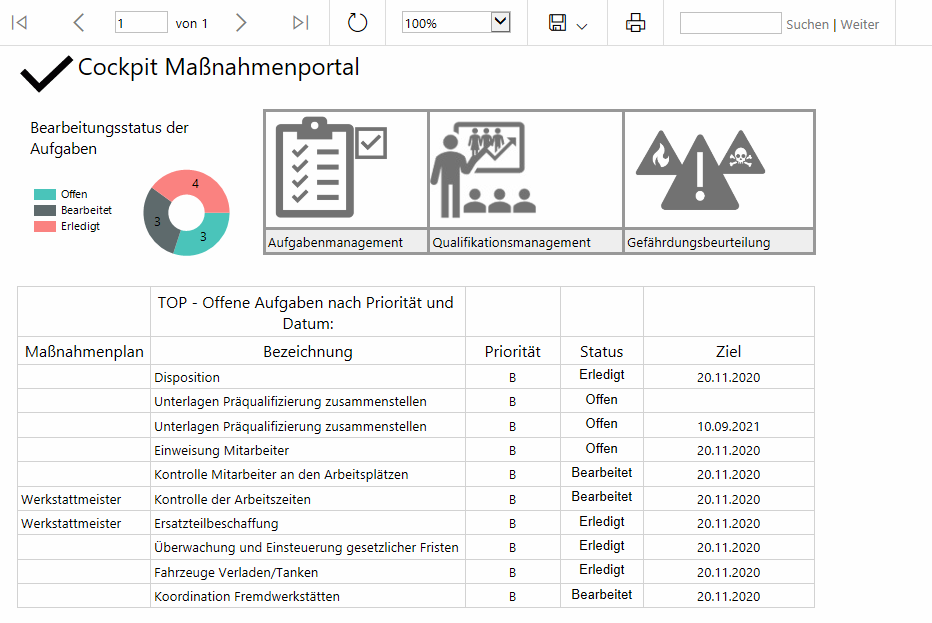 1 von 1 100% Suchen | Weiter
Cockpit Maßnahmenportal
Bearbeitungsstatus der
Aufgaben
Offen
Bearbeitet
Erledigt
4
3
3
Aufgabenmanagement Qualifikationsmanagement Gefährdungsbeurteilung
TOP - Offene Aufgaben nach Priorität und
Datum:
Maßnahmenplan Bezeichnung Priorität Status Ziel
Disposition B Erledigt 20.11.2020
Unterlagen Präqualifizierung zusammenstellen B Offen
Unterlagen Präqualifizierung zusammenstellen B Offen 10.09.2021
Einweisung Mitarbeiter B Offen 20.11.2020
Kontrolle Mitarbeiter an den Arbeitsplätzen B Bearbeitet 20.11.2020
Werkstattmeister Kontrolle der Arbeitszeiten B Bearbeitet 20.11.2020
Werkstattmeister Ersatzteilbeschaffung B Erledigt 20.11.2020
Überwachung und Einsteuerung gesetzlicher Fristen B Erledigt 20.11.2020
Fahrzeuge Verladen/Tanken B Erledigt 20.11.2020
Koordination Fremdwerkstätten B Bearbeitet 20.11.2020